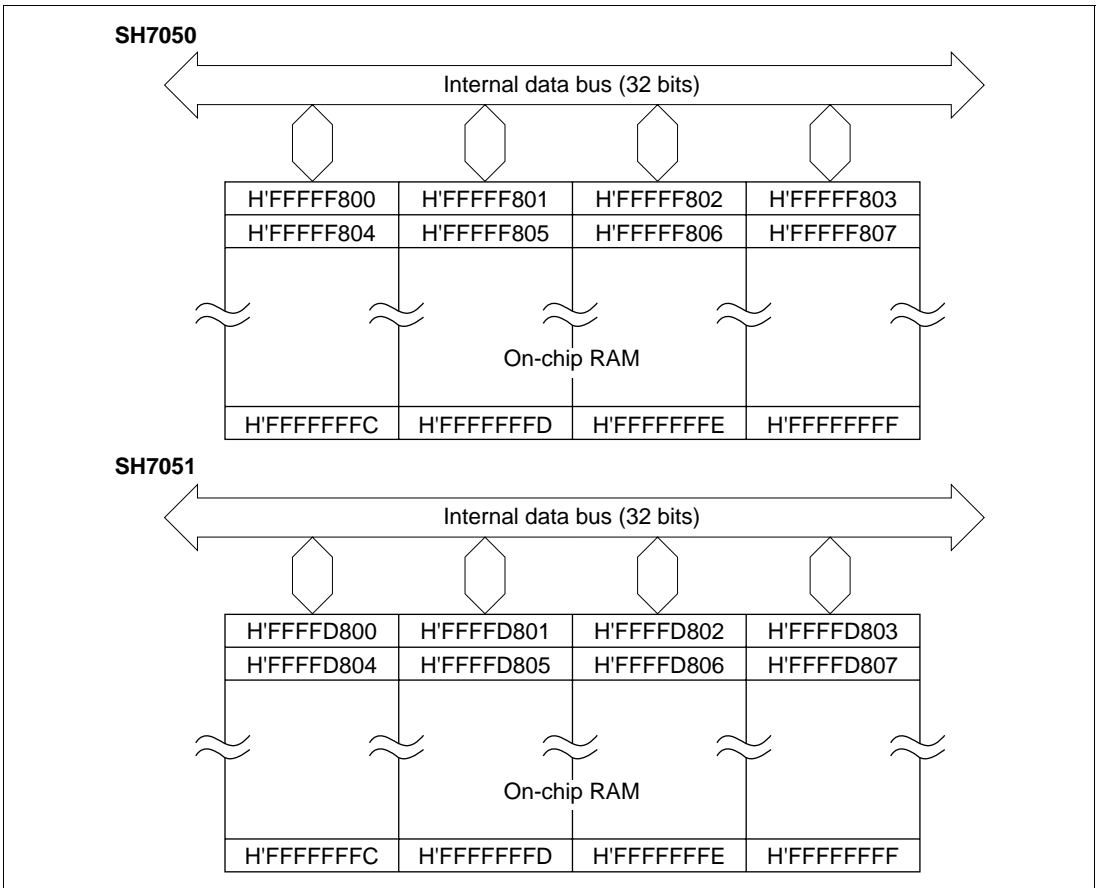 SH7050
Internal data bus (32 bits)
H'FFFFF800 H'FFFFF801 H'FFFFF802 H'FFFFF803
H'FFFFF804 H'FFFFF805 H'FFFFF806 H'FFFFF807
On-chip RAM
H'FFFFFFFC H'FFFFFFFD H'FFFFFFFE H'FFFFFFFF
SH7051
Internal data bus (32 bits)
H'FFFFD800 H'FFFFD801 H'FFFFD802 H'FFFFD803
H'FFFFD804 H'FFFFD805 H'FFFFD806 H'FFFFD807
On-chip RAM
H'FFFFFFFC H'FFFFFFFD H'FFFFFFFE H'FFFFFFFF